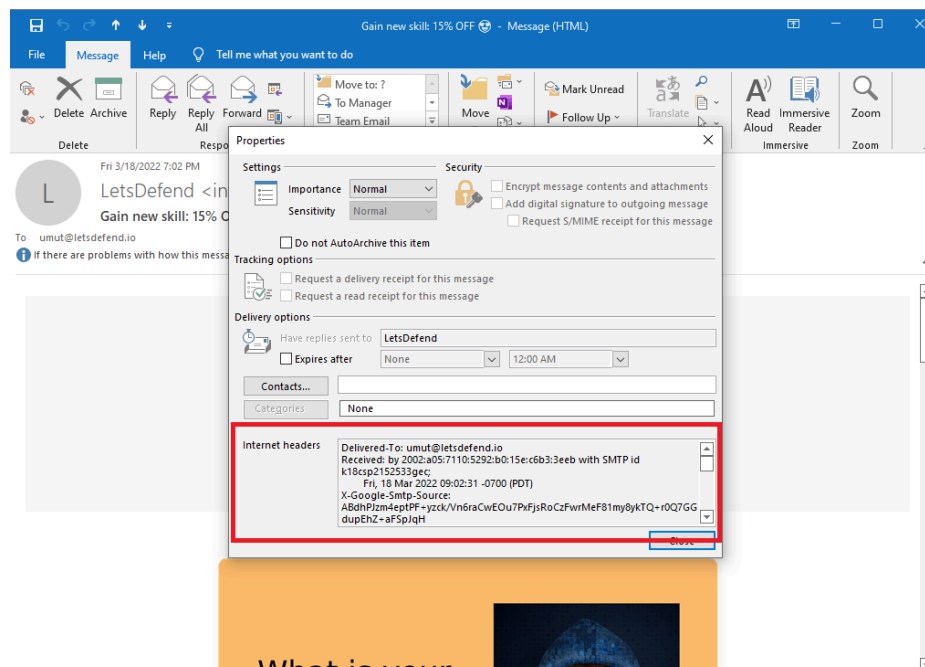 Gain new skill: 15% OFF 🤓 - Message (HTML)
File Message Help Tell me what you want to do
Delete Archive
Reply Reply All Forward
Move to: ?
To Manager
Team Email
Move
Mark Unread
Follow Up
Translate
Read Aloud
Immersive Reader
Zoom
Delete
Respo
Immersive
Zoom
Fri 3/18/2022 7:02 PM
L
LetsDefend <in
Gain new skill: 15% O
To umut@letsdefend.io
If there are problems with how this messa
Properties
Settings
Importance Normal
Sensitivity Normal
Do not AutoArchive this item
Security
Encrypt message contents and attachments
Add digital signature to outgoing message
Request S/MIME receipt for this message
Tracking options
Request a delivery receipt for this message
Request a read receipt for this message
Delivery options
Have replies sent to LetsDefend
Expires after None 12:00 AM
Contacts...
Categories None
Internet headers
Delivered-To: umut@letsdefend.io
Received: by 2002:a05:7110:5292:b0:15e:c6b3:3eeb with SMTP id
k18csp2152533gec;
Fri, 18 Mar 2022 09:02:31 -0700 (PDT)
X-Google-Smtp-Source:
ABdhPJzm4eptPF+yzck/Vn6raCwEOu7PxFjsRoCzFwrMeF81my8ykTQ+r0Q7GG
dupEhZ+aFSpJqH
Close
What is your